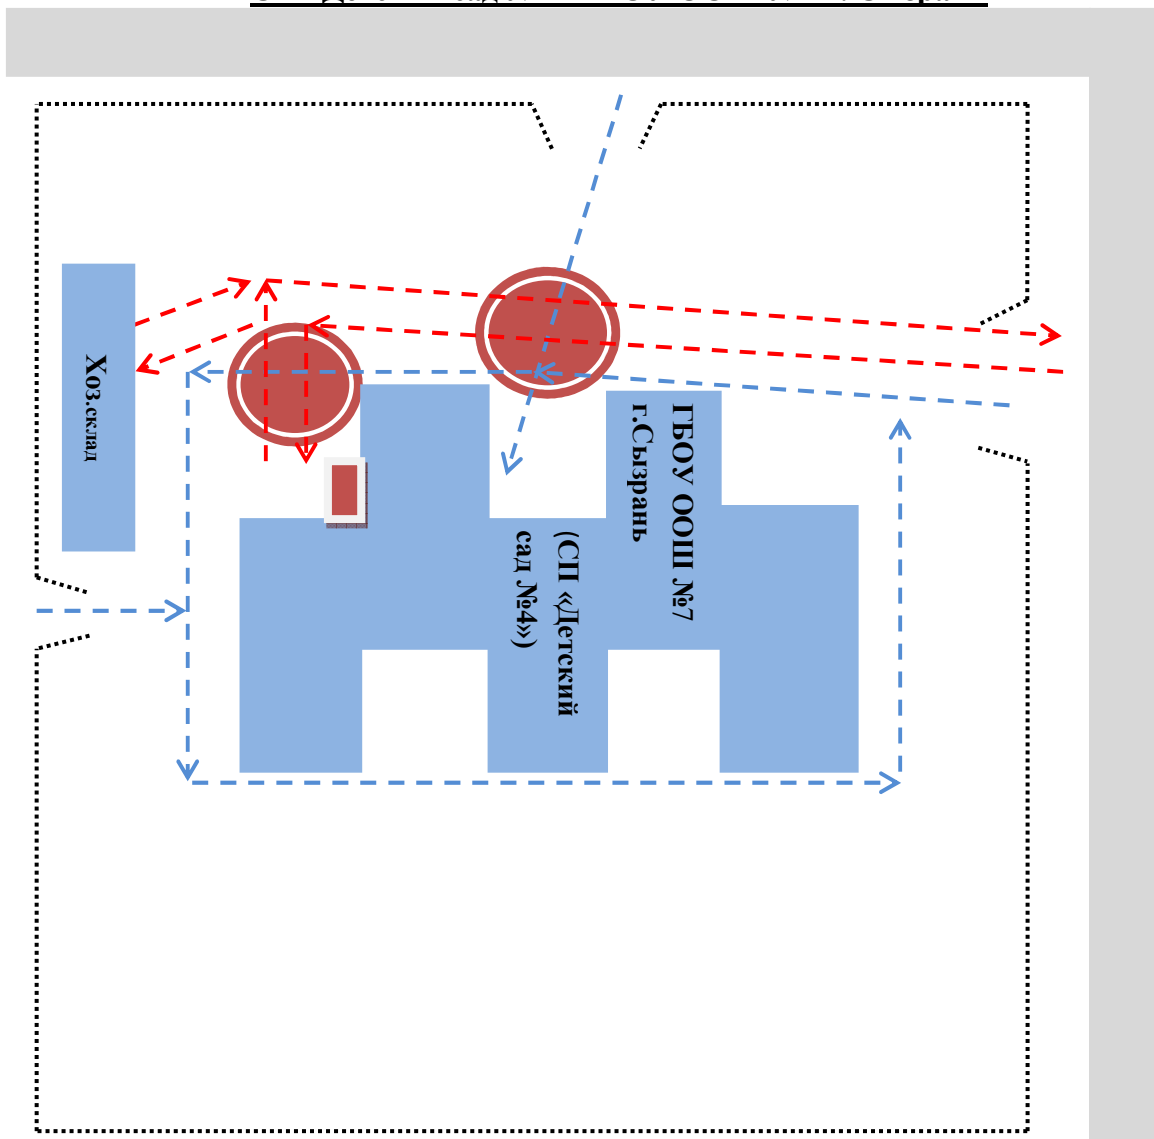 Хоз.склад
ГБОУ ООШ №7
г.Сызрань
(СП «Детский
сад №4»)